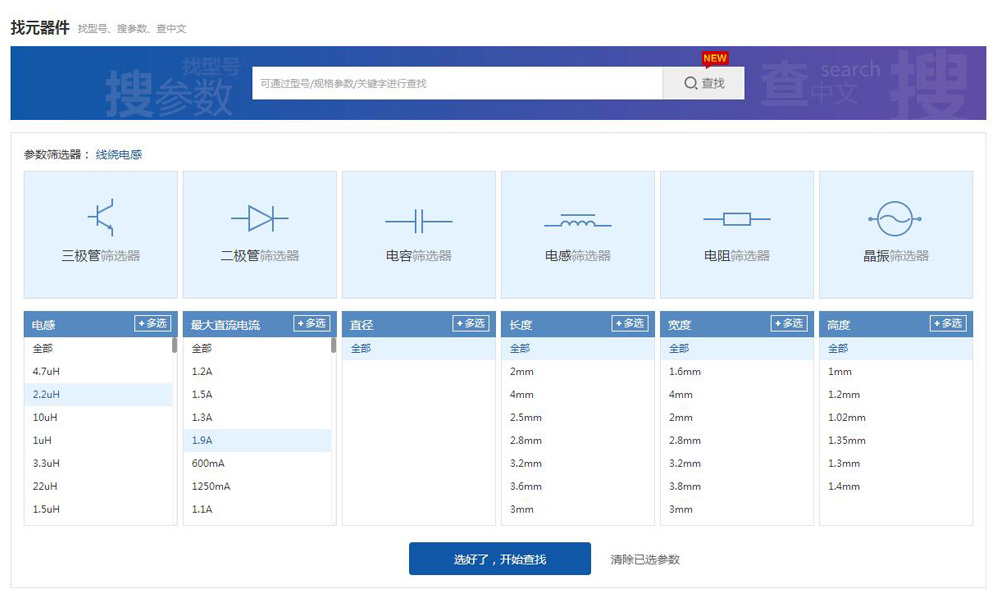 找元器件 找型号、搜参数、查中文
NEW
找型号
搜参数
可通过型号/规格参数/关键字进行查找
查找
查 search 中文 搜
参数筛选器： 线绕电感
三极管筛选器 二极管筛选器 电容筛选器 电感筛选器 电阻筛选器 晶振筛选器
电感 +多选 最大直流电流 +多选 直径 +多选 长度 +多选 宽度 +多选 高度 +多选
全部 全部 全部 全部 全部 全部
4.7uH 1.2A 2mm 1.6mm 1mm
2.2uH 1.5A 4mm 4mm 1.2mm
10uH 1.3A 2.5mm 2mm 1.02mm
1uH 1.9A 2.8mm 2.8mm 1.35mm
3.3uH 600mA 3.2mm 3.2mm 1.3mm
22uH 1250mA 3.6mm 3.8mm 1.4mm
1.5uH 1.1A 3mm 3mm
选好了，开始查找 清除已选参数